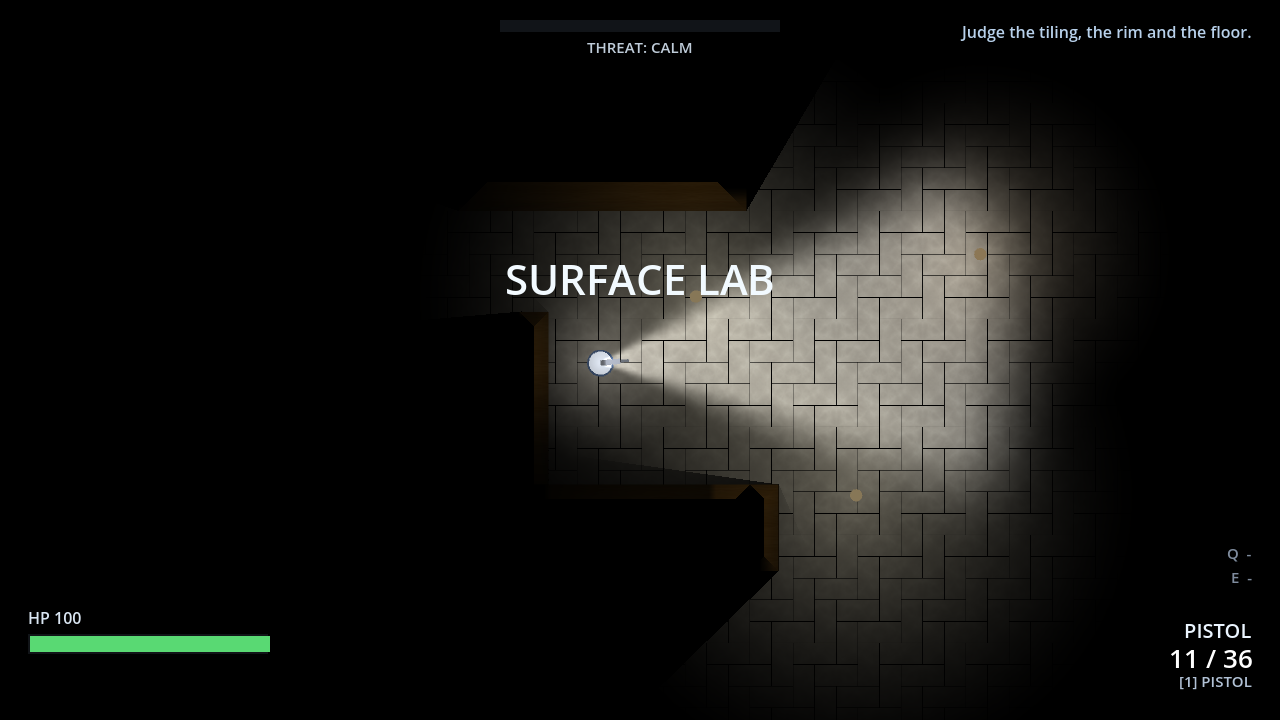 THREAT: CALM
Judge the tiling, the rim and the floor.
SURFACE LAB
Q -
E -
HP 100
PISTOL
11 / 36
[1] PISTOL